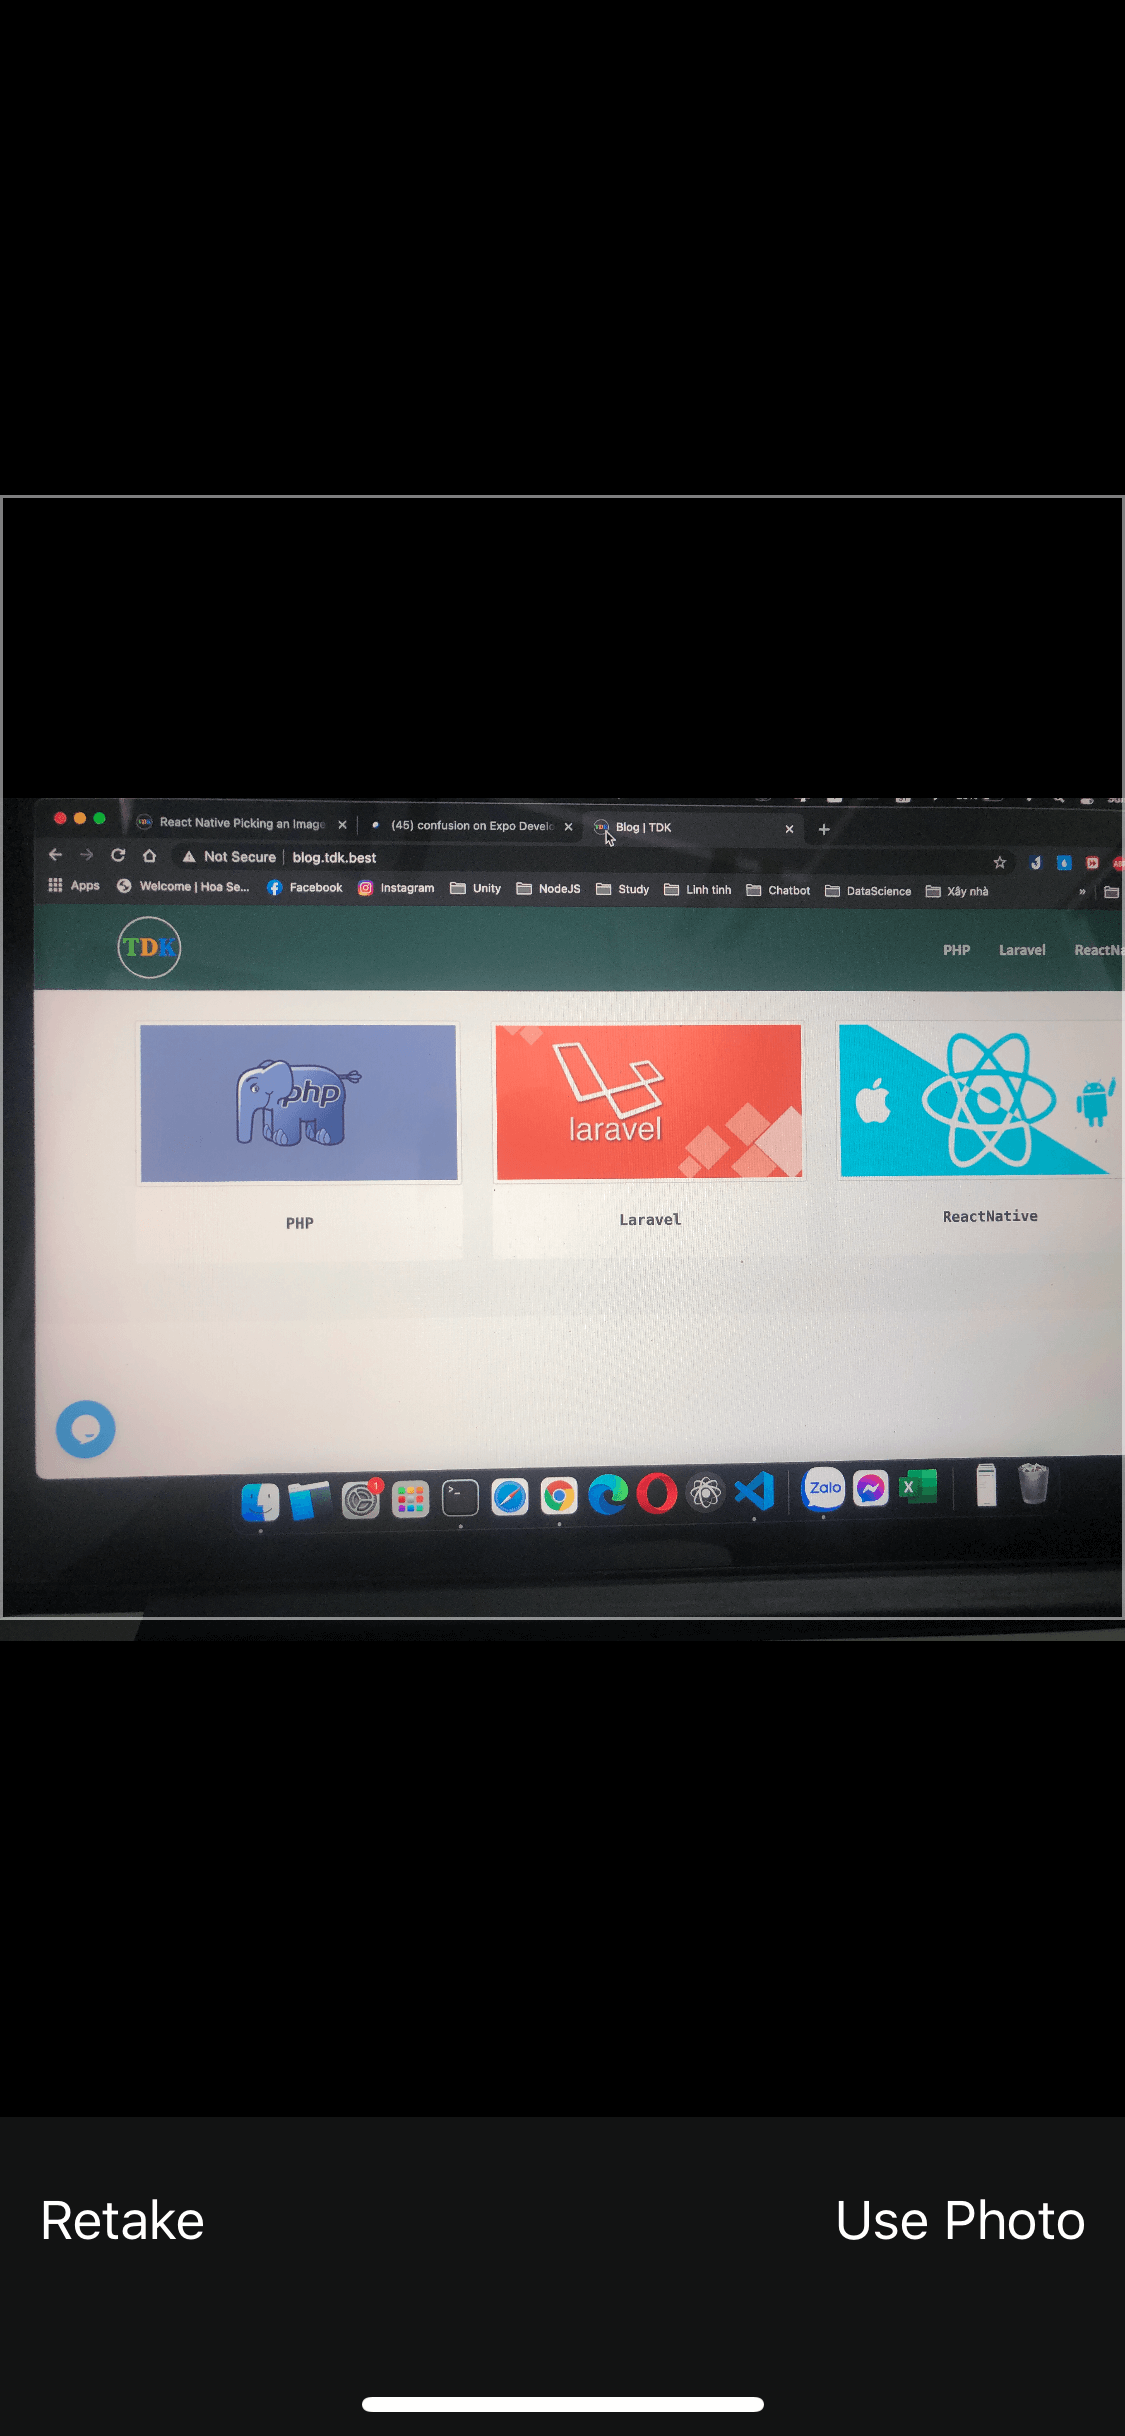 React Native Picking an Image
(45) confusion on Expo Develo
Blog | TDK
Not Secure
blog.tdk.best
Apps
Welcome | Hoa Se...
Facebook
Instagram
Unity
NodeJS
Study
Linh tinh
Chatbot
DataScience
Xây nhà
»
TDK
PHP
Laravel
ReactNa
php
laravel
PHP
Laravel
ReactNative
1
Zalo
X
Retake
Use Photo